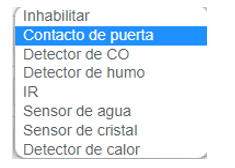 Inhabilitar
Contacto de puerta
Detector de CO
Detector de humo
IR
Sensor de agua
Sensor de cristal
Detector de calor